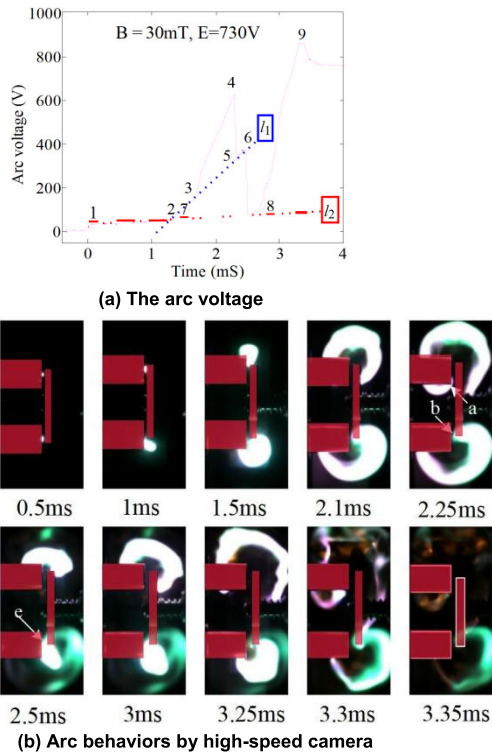 1000
B = 30mT, E=730V
9
800
4
600
l1
6
400
5
3
200
1
2 7
8
l2
0
Arc voltage (V)
0 1 2 3 4
Time (mS)
(a) The arc voltage
b a
0.5ms 1ms 1.5ms 2.1ms 2.25ms
e
2.5ms 3ms 3.25ms 3.3ms 3.35ms
(b) Arc behaviors by high-speed camera